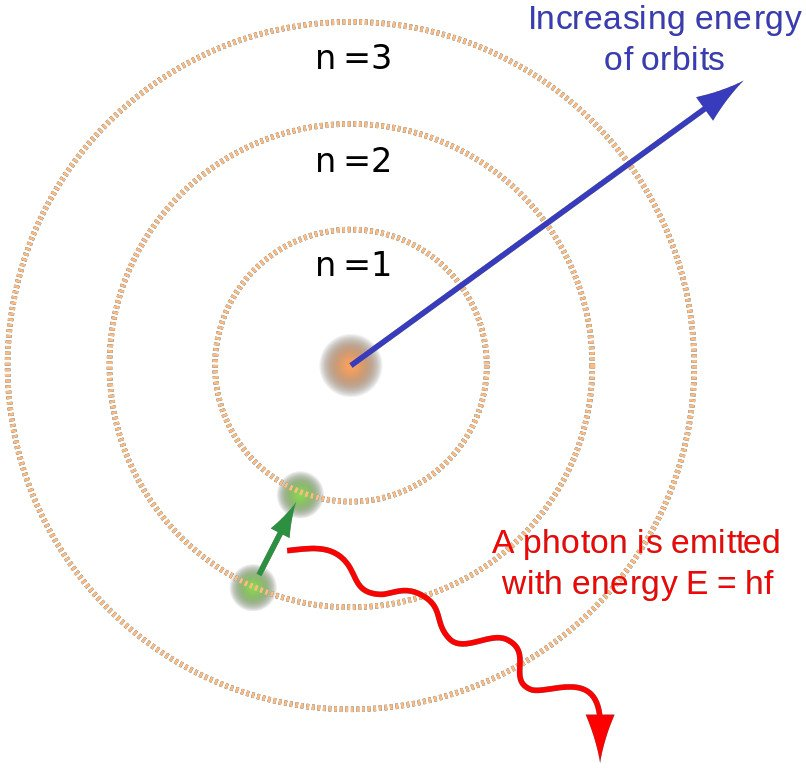 Increasing energy
of orbits
n =3
n =2
n =1
A photon is emitted
with energy E = hf